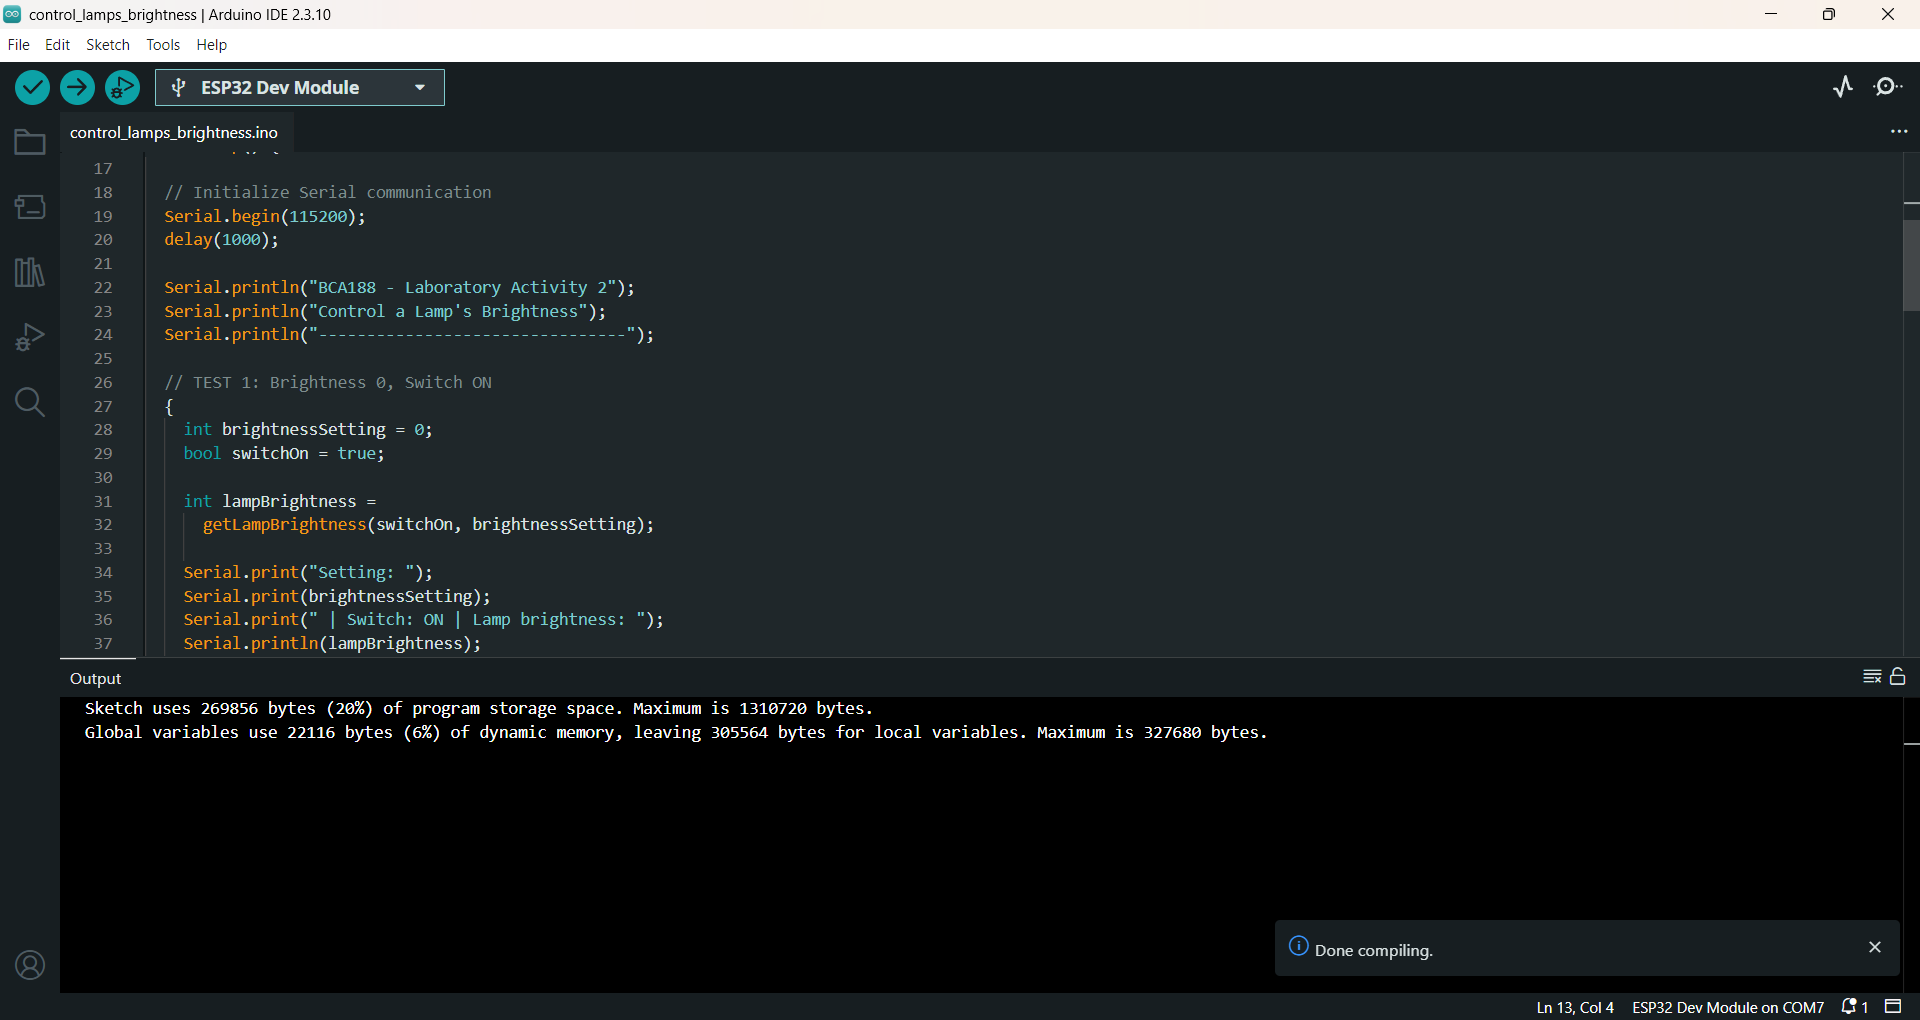 control_lamps_brightness | Arduino IDE 2.3.10
File Edit Sketch Tools Help
ESP32 Dev Module
control_lamps_brightness.ino
17
18 // Initialize Serial communication
19 Serial.begin(115200);
20 delay(1000);
21
22 Serial.println("BCA188 - Laboratory Activity 2");
23 Serial.println("Control a Lamp's Brightness");
24 Serial.println("--------------------------------");
25
26 // TEST 1: Brightness 0, Switch ON
27 {
28 int brightnessSetting = 0;
29 bool switchOn = true;
30
31 int lampBrightness =
32 getLampBrightness(switchOn, brightnessSetting);
33
34 Serial.print("Setting: ");
35 Serial.print(brightnessSetting);
36 Serial.print(" | Switch: ON | Lamp brightness: ");
37 Serial.println(lampBrightness);
Output
Sketch uses 269856 bytes (20%) of program storage space. Maximum is 1310720 bytes.
Global variables use 22116 bytes (6%) of dynamic memory, leaving 305564 bytes for local variables. Maximum is 327680 bytes.
Done compiling.
Ln 13, Col 4 ESP32 Dev Module on COM7 1